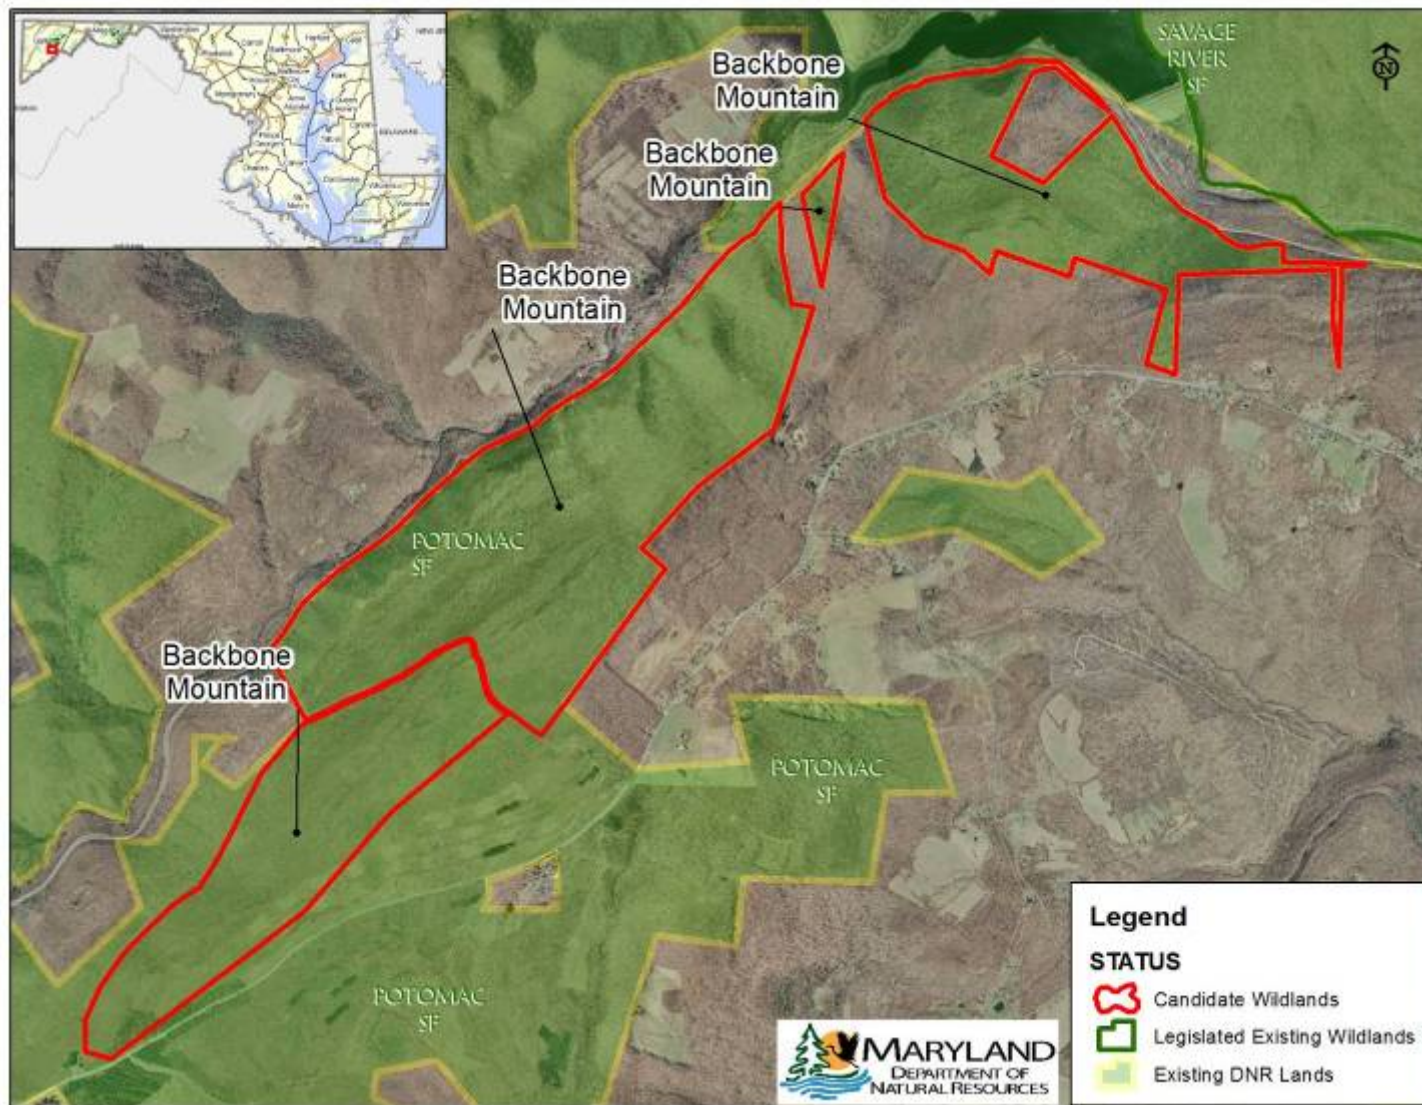 SAVAGE
RIVER
SF
N
Backbone
Mountain
Backbone
Mountain
Backbone
Mountain
POTOMAC
SF
Backbone
Mountain
POTOMAC
SF
POTOMAC
SF
Legend
STATUS
Candidate Wildlands
Legislated Existing Wildlands
Existing DNR Lands
MARYLAND
DEPARTMENT OF
NATURAL RESOURCES